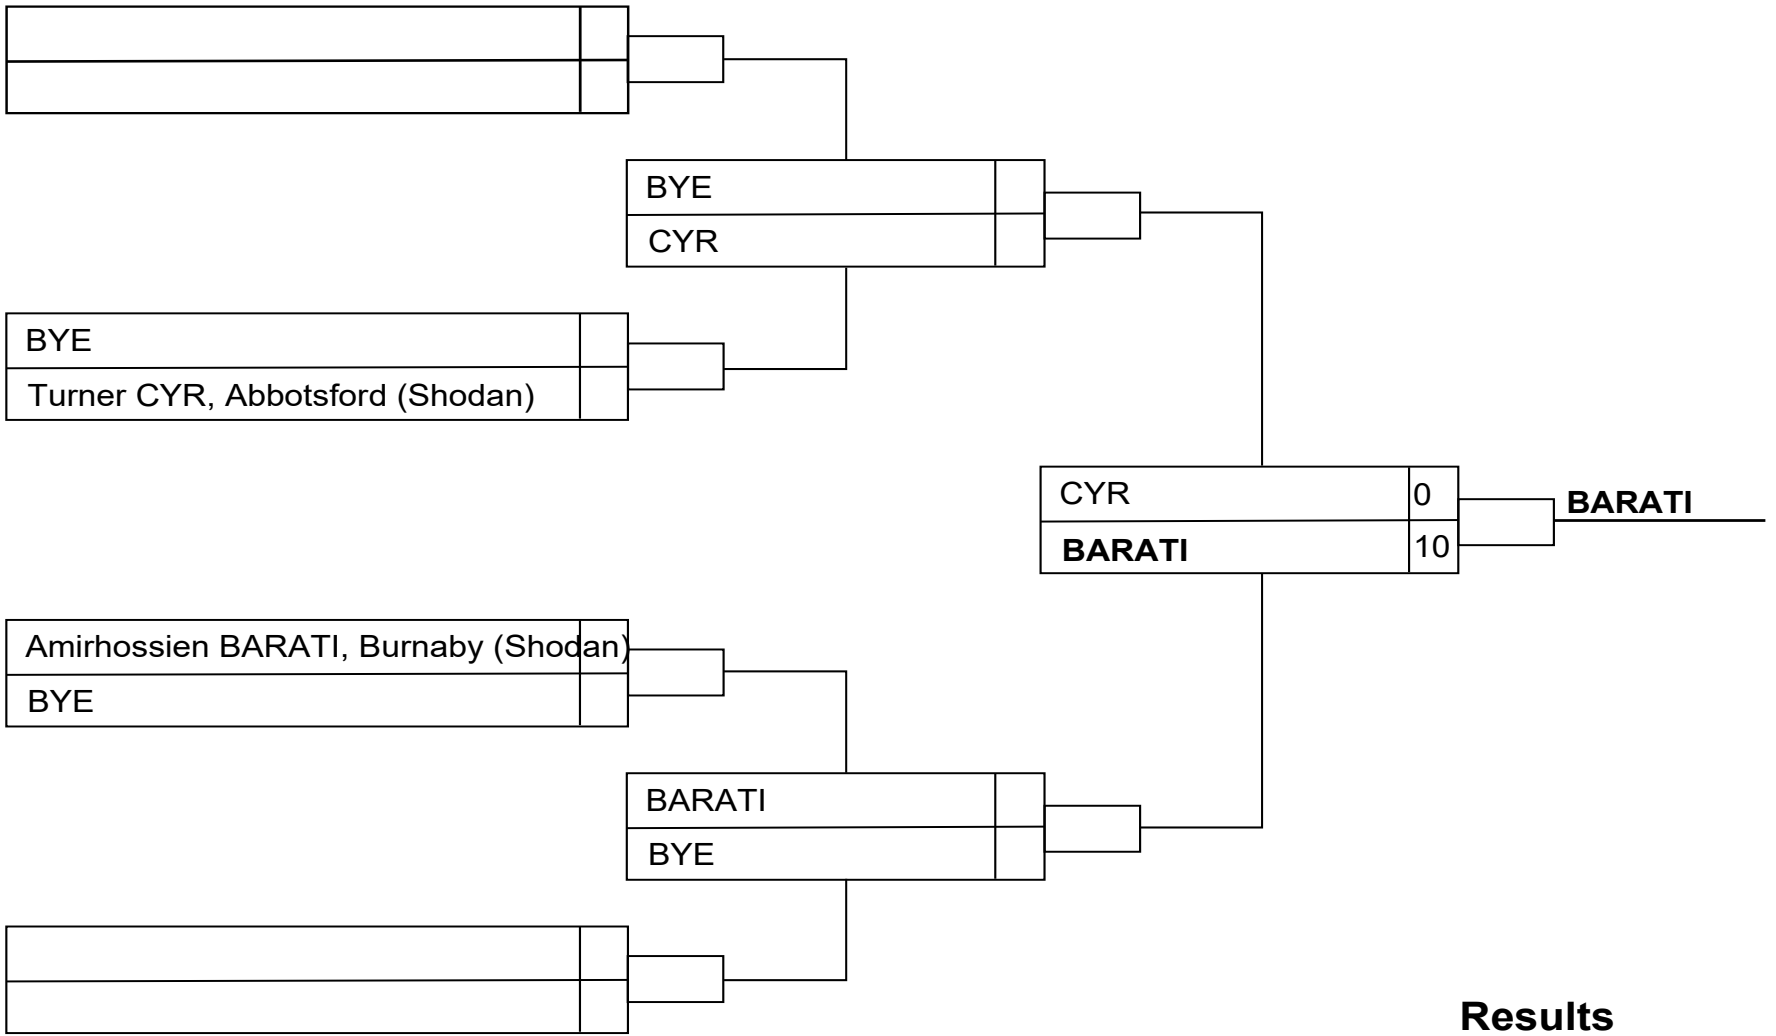 BYE
CYR
BYE
Turner CYR, Abbotsford (Shodan)
CYR 0
BARATI 10
BARATI
Amirhossien BARATI, Burnaby (Shodan)
BYE
BARATI
BYE
Results